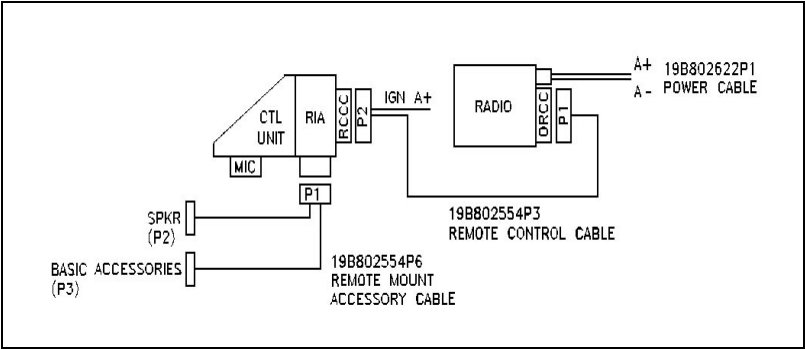 A+
19B802622P1
A-
POWER CABLE
IGN A+
CTL
UNIT
RIA
RCCC
P2
RADIO
ORCC
P1
MIC
P1
SPKR
(P2)
19B802554P3
REMOTE CONTROL CABLE
BASIC ACCESSORIES
(P3)
19B802554P6
REMOTE MOUNT
ACCESSORY CABLE